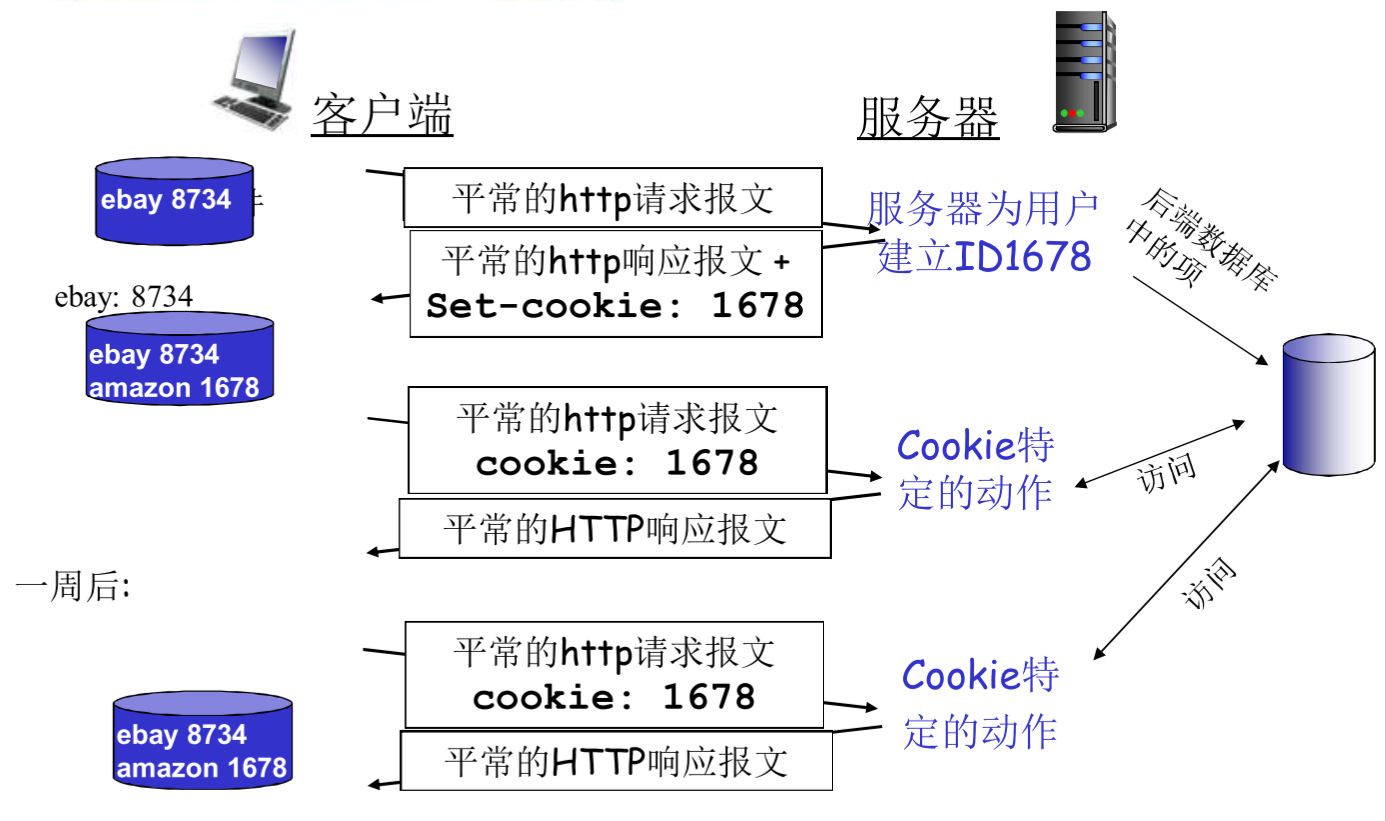 客户端
服务器
ebay 8734
平常的http请求报文
服务器为用户
建立ID1678
后端数据库
中的项
平常的http响应报文 +
Set-cookie: 1678
ebay: 8734
ebay 8734
amazon 1678
平常的http请求报文
cookie: 1678
Cookie特
定的动作
访问
平常的HTTP响应报文
一周后:
访问
平常的http请求报文
cookie: 1678
Cookie特
定的动作
ebay 8734
amazon 1678
平常的HTTP响应报文